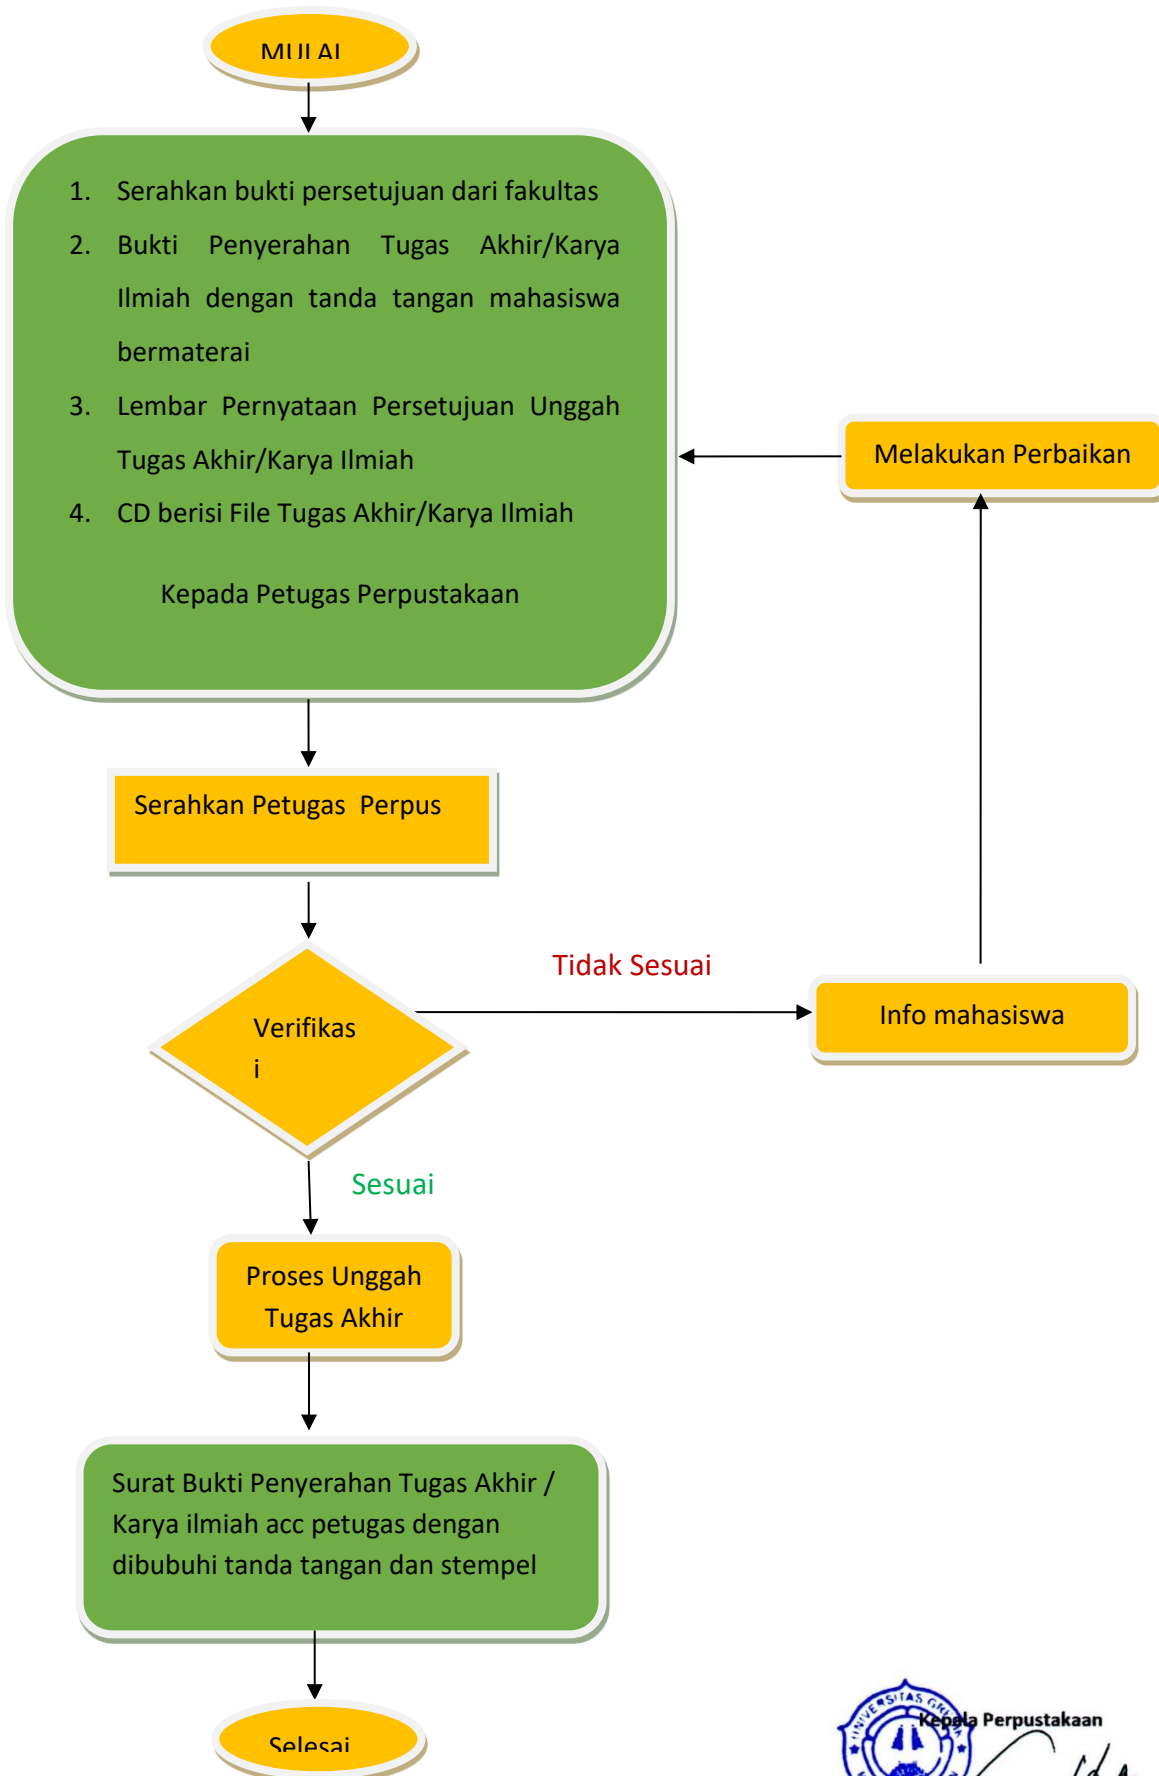 MULAI
1. Serahkan bukti persetujuan dari fakultas
2. Bukti Penyerahan Tugas Akhir/Karya
Ilmiah dengan tanda tangan mahasiswa
bermaterai
3. Lembar Pernyataan Persetujuan Unggah
Tugas Akhir/Karya Ilmiah
4. CD berisi File Tugas Akhir/Karya Ilmiah
Kepada Petugas Perpustakaan
Melakukan Perbaikan
Serahkan Petugas Perpus
Tidak Sesuai
Verifikas
i
Info mahasiswa
Sesuai
Proses Unggah
Tugas Akhir
Surat Bukti Penyerahan Tugas Akhir /
Karya ilmiah acc petugas dengan
dibubuhi tanda tangan dan stempel
Selesai
UNIVERSITAS
Kepala Perpustakaan